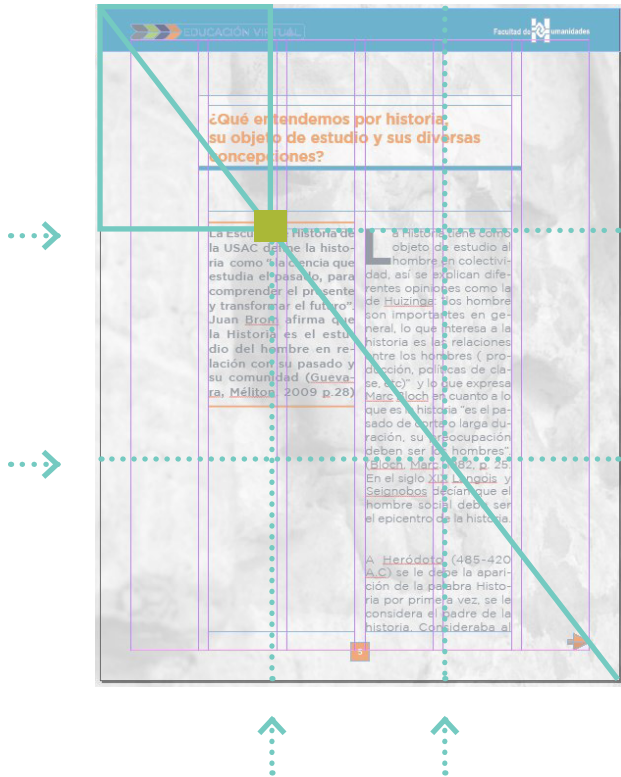 EDUCACIÓN VIRTUAL
Facultad de Humanidades
¿Qué entendemos por historia,
su objeto de estudio y sus diversas
concepciones?
La Historia de
la USAC define la histo-
ria como "la ciencia que
estudia el pasado, para
comprender el presente
y transformar el futuro".
Juan Brom afirma que
la Historia es el estu-
dio del hombre en re-
lación con su pasado y
su comunidad (Gueva-
ra, Méliton, 2009 p.28)
La Historia tiene como
objeto de estudio al
hombre en colectivi-
dad, así se explican dife-
rentes opiniones como la
de Huizinga: "los hombre
son importantes en ge-
neral, lo que interesa a la
historia es las relaciones
entre los hombres ( pro-
ducción, políticas de cla-
se, etc)" y lo que expresa
Marc Bloch en cuanto a lo
que es la historia "es el pa-
sado de corta o larga du-
ración, su preocupación
deben ser los hombres".
(Bloch, Marc, p. 25.
En el siglo XIX Langois y
Seignobos decían que el
hombre social debe ser
el epicentro de la historia.
A Heródoto (485-420
A.C) se le debe la apari-
ción de la palabra Histo-
ria por primera vez, se le
considera el padre de la
historia. Consideraba al
5